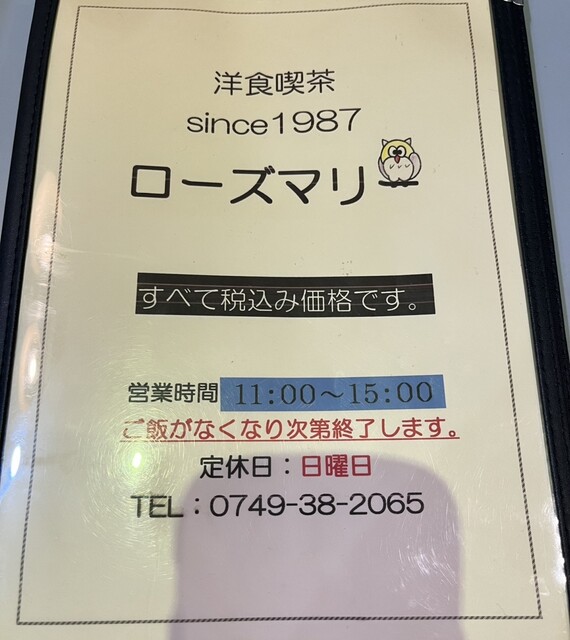 洋食喫茶
since1987
ローズマリー
すべて税込み価格です。
営業時間 11:00～15:00
ご飯がなくなり次第終了します。
定休日：日曜日
TEL：0749-38-2065